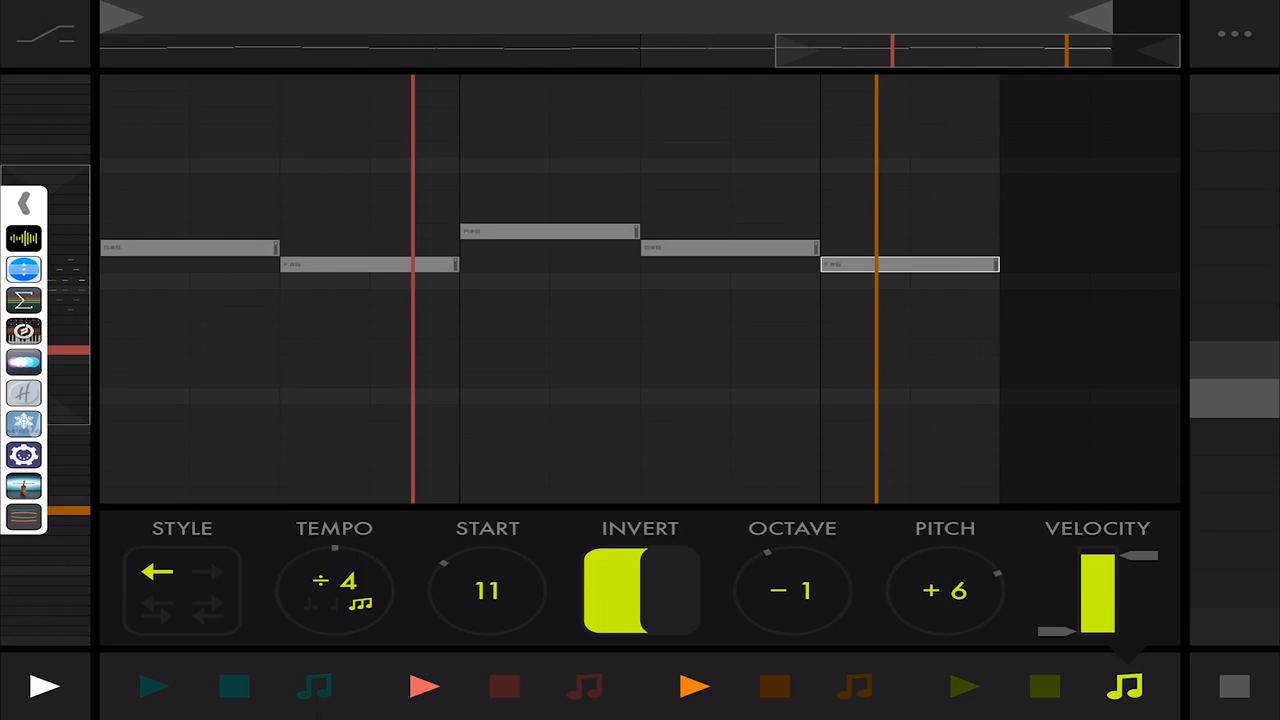 STYLE TEMPO START INVERT OCTAVE PITCH VELOCITY
÷ 4 11 − 1 + 6